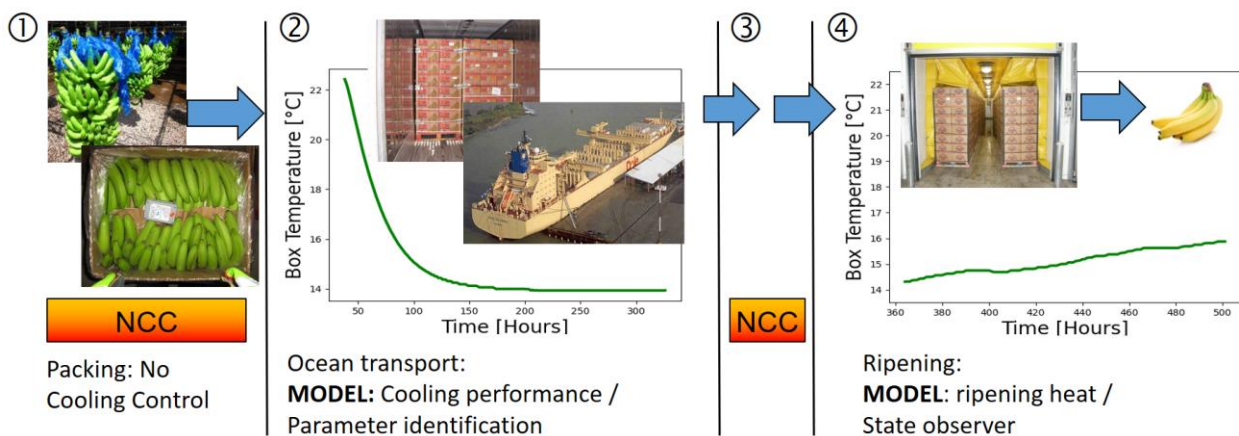 ①
NCC
Packing: No
Cooling Control
②
Box Temperature [°C]
22
20
18
16
14
50
100
150
200
250
300
Time [Hours]
Ocean transport:
MODEL: Cooling performance /
Parameter identification
③
NCC
④
Box Temperature [°C]
22
21
20
19
18
17
16
15
14
360
380
400
420
440
460
480
500
Time [Hours]
Ripening:
MODEL: ripening heat /
State observer